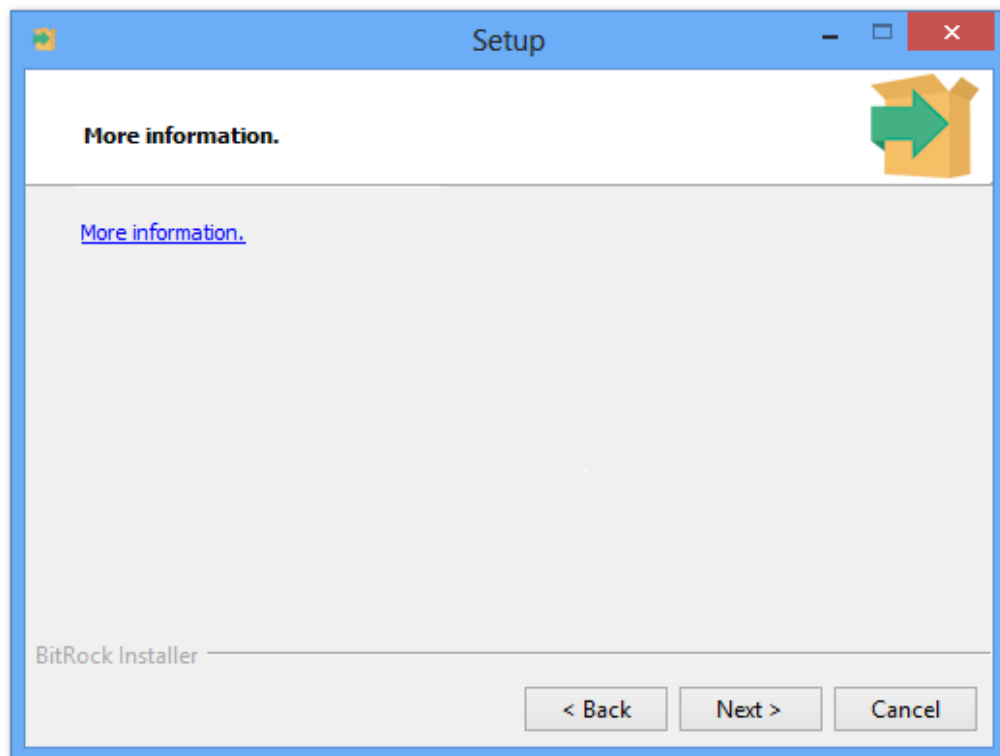 Setup
More information.
More information.
BitRock Installer
< Back Next > Cancel